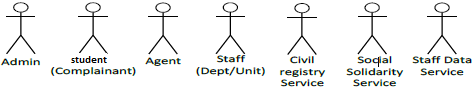 Admin
student
(Complainant)
Agent
Staff
(Dept/Unit)
Civil
registry
Service
Social
Solidarity
Service
Staff Data
Service